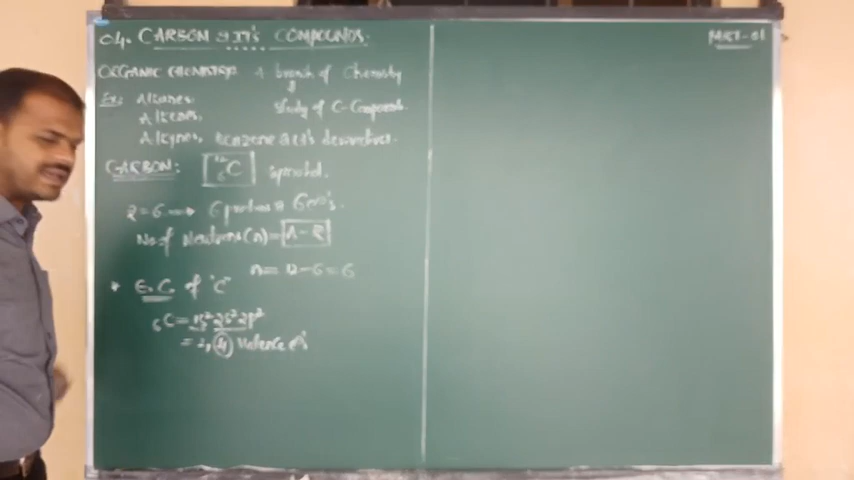 04. CARBON & IT'S COMPOUNDS.
MKT-01
ORGANIC CHEMISTRY: A branch of Chemistry
Ex: Alkanes, Study of C-Compounds.
Alkenes,
Alkynes, Benzene & it's derivatives.
CARBON: ¹²₆C Symbol.
Z=6 → 6 protons & 6 e⁻'s.
No. of Neutrons(n) = A-Z
n = 12-6 = 6
* E.C. of "C"
₆C = 1s² 2s² 2p²
= 2, 4 Valence e⁻'s